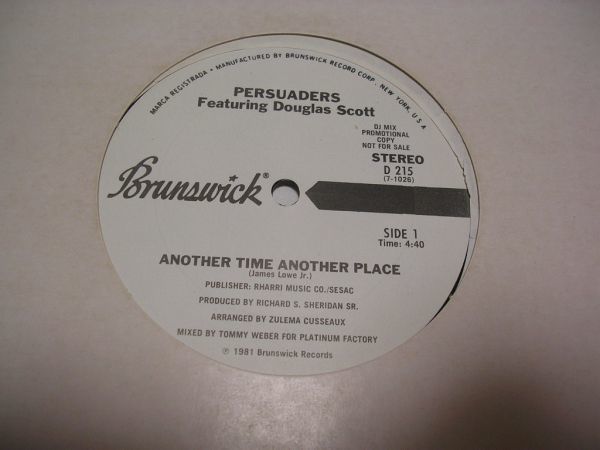 MARCA REGISTRADA • MANUFACTURED BY BRUNSWICK RECORD CORP. NEW YORK, U.S.A.
PERSUADERS
Featuring Douglas Scott
DJ MIX
PROMOTIONAL
COPY
NOT FOR SALE
STEREO
D 215
(7-1026)
Brunswick®
SIDE 1
Time: 4:40
ANOTHER TIME ANOTHER PLACE
(James Lowe Jr.)
PUBLISHER: RHARRI MUSIC CO./SESAC
PRODUCED BY RICHARD S. SHERIDAN SR.
ARRANGED BY ZULEMA CUSSEAUX
MIXED BY TOMMY WEBER FOR PLATINUM FACTORY
℗ 1981 Brunswick Records